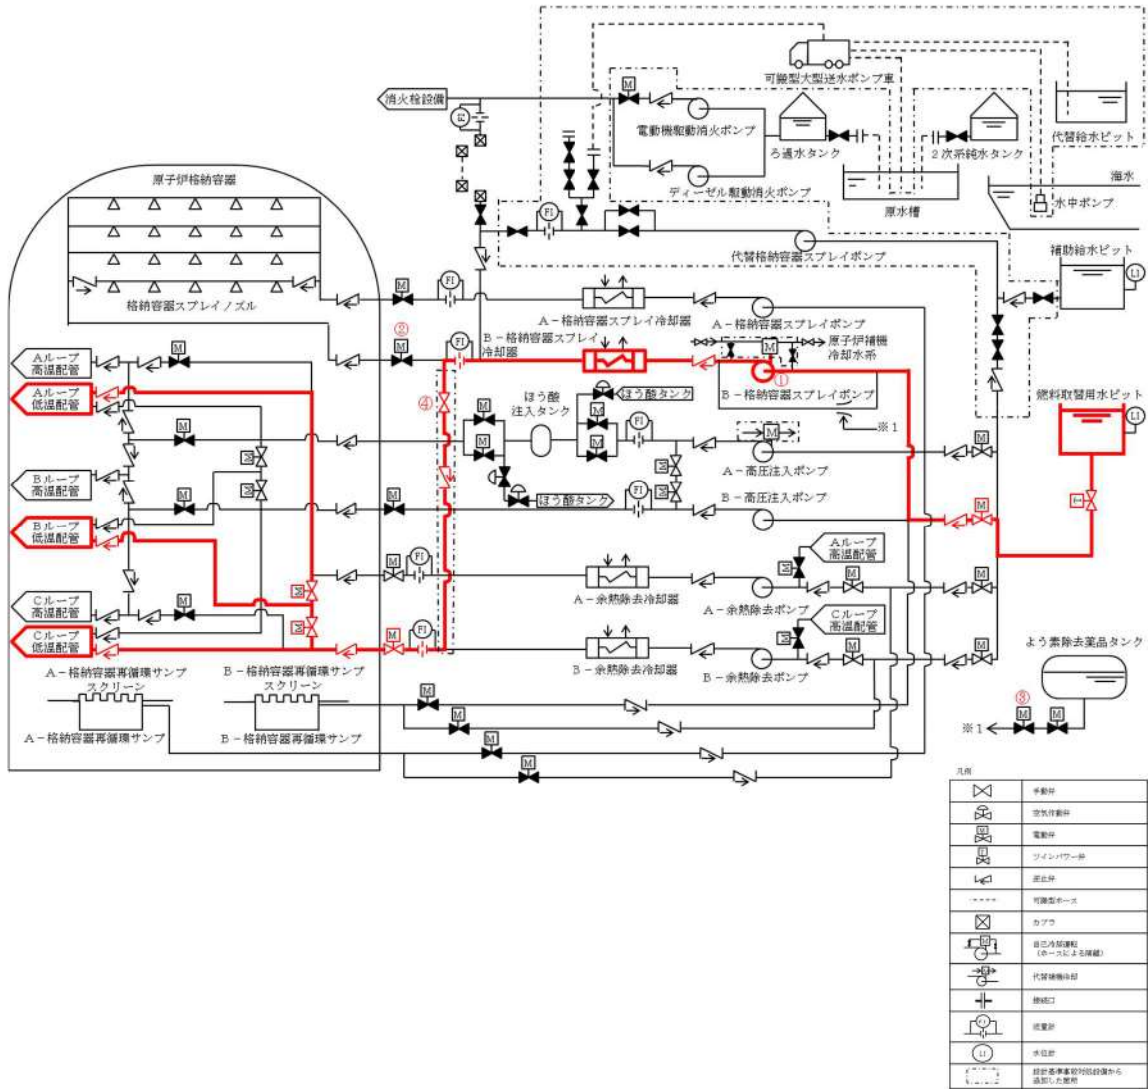 可搬型大型送水ポンプ車
消火栓設備
M
電動機駆動消火ポンプ
ろ過水タンク
2次系純水タンク
代替給水ピット
FI
原子炉格納容器
ディーゼル駆動消火ポンプ
原水槽
海水
水中ポンプ
FI
代替格納容器スプレイポンプ
補助給水ピット
LI
格納容器スプレイノズル
M
FI
A-格納容器スプレイ冷却器
A-格納容器スプレイポンプ
②
M
FI
B-格納容器スプレイ
冷却器
M
原子炉補機
冷却水系
Aループ
高温配管
M
①
B-格納容器スプレイポンプ
Aループ
低温配管
④
ほう酸
注入タンク
ほう酸タンク
※1
燃料取替用水ピット
LI
M
M
M
M
FI
M
M
A-高圧注入ポンプ
M
M
M
Bループ
高温配管
M
M
ほう酸タンク
FI
B-高圧注入ポンプ
M
T
Bループ
低温配管
Aループ
高温配管
M
FI
M
M
M
M
A-余熱除去冷却器
A-余熱除去ポンプ
Cループ
高温配管
M
M
Cループ
高温配管
Cループ
低温配管
M
FI
M
M
M
B-余熱除去冷却器
B-余熱除去ポンプ
よう素除去薬品タンク
A-格納容器再循環サンプ
スクリーン
B-格納容器再循環サンプ
スクリーン
M
③
M
M
※1
A-格納容器再循環サンプ
B-格納容器再循環サンプ
M
M
M
凡例
手動弁
空気作動弁
M
電動弁
T
ツインパワー弁
逆止弁
可搬型ホース
カプラ
M
自己冷却運転
(ホースによる隔離)
M
代替補機冷却
接続口
FI
流量計
LI
水位計
設計基準事故対処設備から
追加した箇所